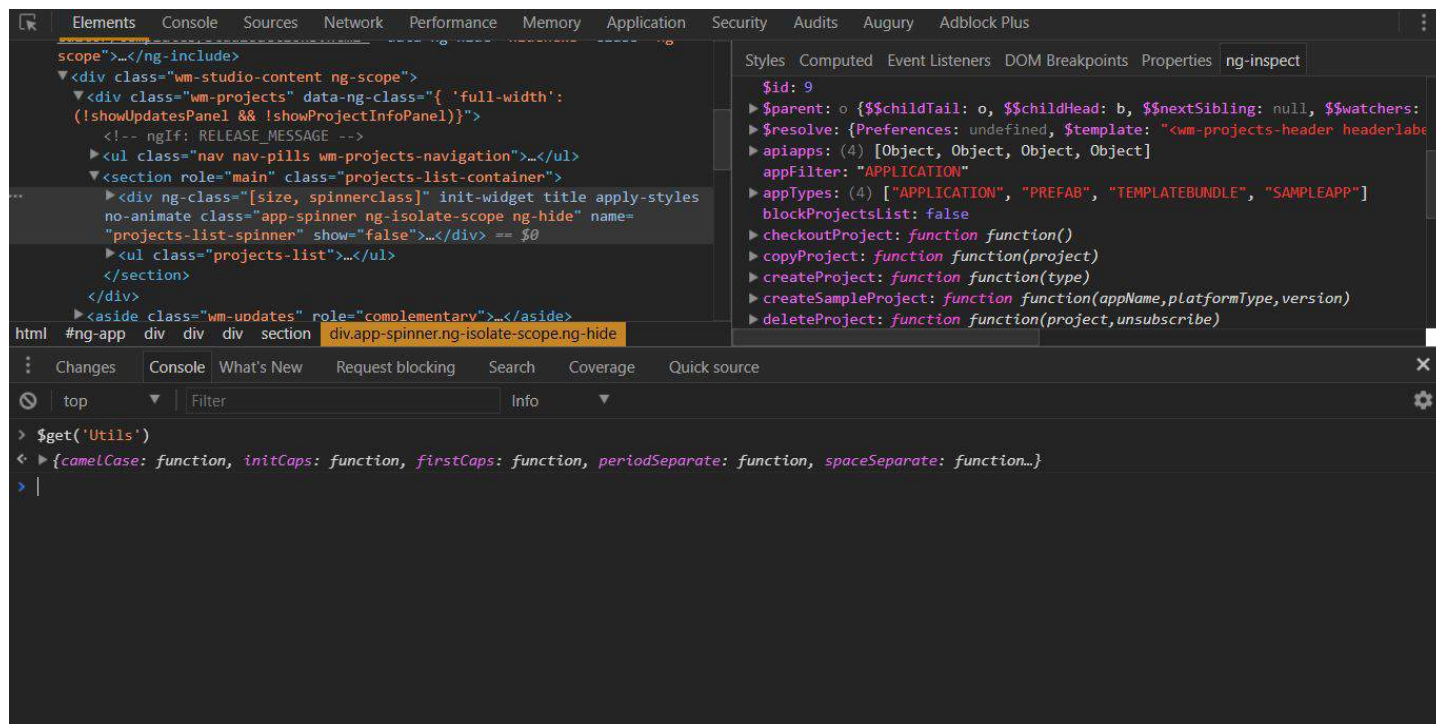 Elements Console Sources Network Performance Memory Application Security Audits Augury Adblock Plus
scope">…</ng-include>
▼<div class="wm-studio-content ng-scope">
▼<div class="wm-projects" data-ng-class="{ 'full-width':
(!showUpdatesPanel && !showProjectInfoPanel)}">
<!-- ngIf: RELEASE_MESSAGE -->
▶<ul class="nav nav-pills wm-projects-navigation">…</ul>
▼<section role="main" class="projects-list-container">
▶<div ng-class="[size, spinnerclass]" init-widget title apply-styles
no-animate class="app-spinner ng-isolate-scope ng-hide" name=
"projects-list-spinner" show="false">…</div> == $0
▶<ul class="projects-list">…</ul>
</section>
</div>
▶<aside class="wm-updates" role="complementary">…</aside>
html #ng-app div div div section div.app-spinner.ng-isolate-scope.ng-hide
Styles Computed Event Listeners DOM Breakpoints Properties ng-inspect
$id: 9
▶$parent: o {$$childTail: o, $$childHead: b, $$nextSibling: null, $$watchers:
▶$resolve: {Preferences: undefined, $template: "<wm-projects-header headerlabe
▶apiapps: (4) [Object, Object, Object, Object]
appFilter: "APPLICATION"
▶appTypes: (4) ["APPLICATION", "PREFAB", "TEMPLATEBUNDLE", "SAMPLEAPP"]
blockProjectsList: false
▶checkoutProject: function function()
▶copyProject: function function(project)
▶createProject: function function(type)
▶createSampleProject: function function(appName,platformType,version)
▶deleteProject: function function(project,unsubscribe)
Changes Console What's New Request blocking Search Coverage Quick source
top ▼ Filter Info ▼
> $get('Utils')
▶{camelCase: function, initCaps: function, firstCaps: function, periodSeparate: function, spaceSeparate: function…}
>